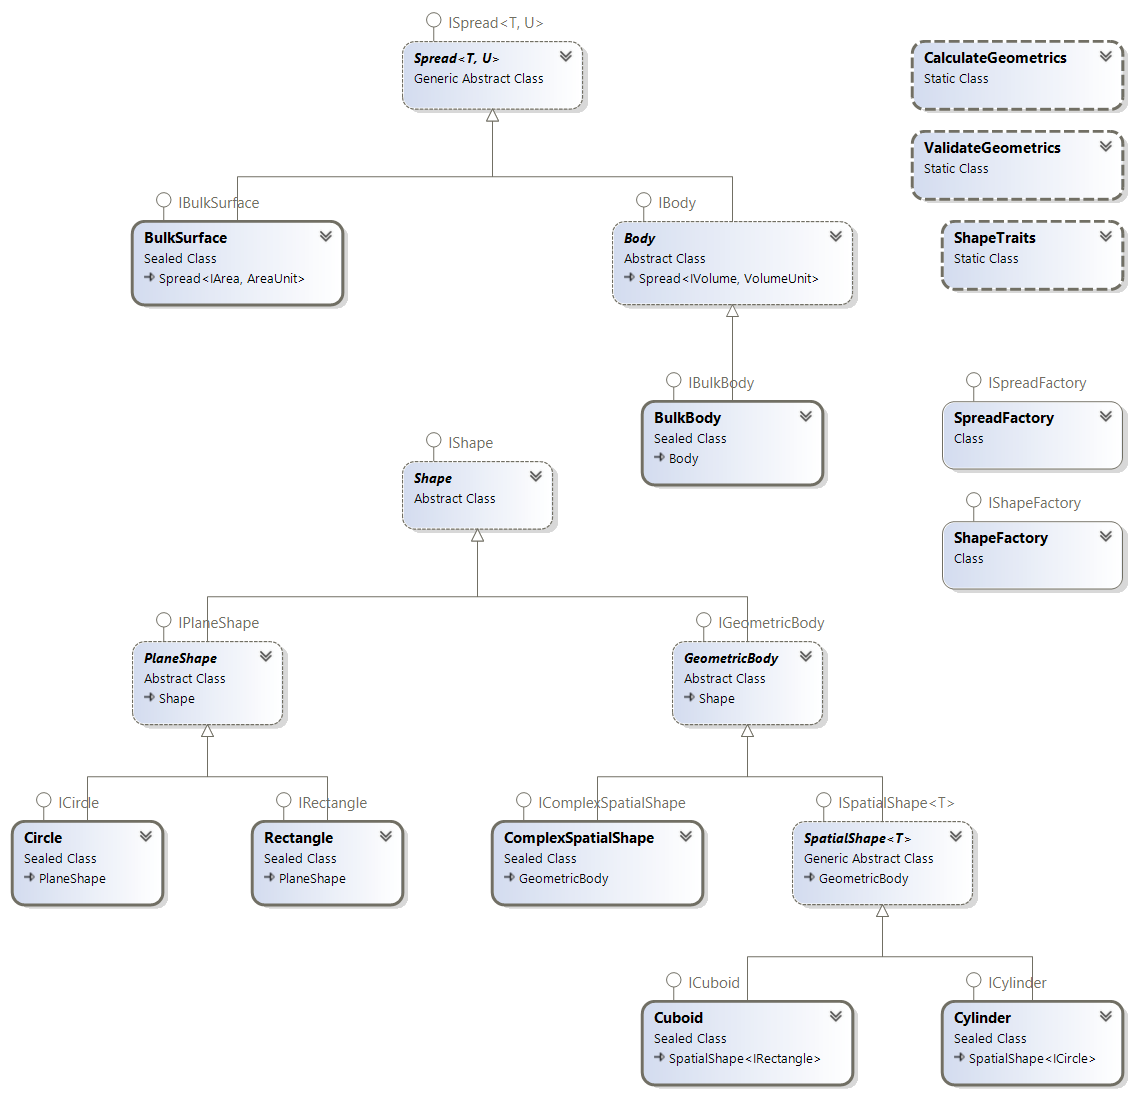 ISpread<T, U>
Spread<T, U>
Generic Abstract Class
CalculateGeometrics
Static Class
ValidateGeometrics
Static Class
IBulkSurface
BulkSurface
Sealed Class
Spread<IArea, AreaUnit>
IBody
Body
Abstract Class
Spread<IVolume, VolumeUnit>
ShapeTraits
Static Class
IBulkBody
BulkBody
Sealed Class
Body
ISpreadFactory
SpreadFactory
Class
IShape
Shape
Abstract Class
IShapeFactory
ShapeFactory
Class
IPlaneShape
PlaneShape
Abstract Class
Shape
IGeometricBody
GeometricBody
Abstract Class
Shape
ICircle
Circle
Sealed Class
PlaneShape
IRectangle
Rectangle
Sealed Class
PlaneShape
IComplexSpatialShape
ComplexSpatialShape
Sealed Class
GeometricBody
ISpatialShape<T>
SpatialShape<T>
Generic Abstract Class
GeometricBody
ICuboid
Cuboid
Sealed Class
SpatialShape<IRectangle>
ICylinder
Cylinder
Sealed Class
SpatialShape<ICircle>